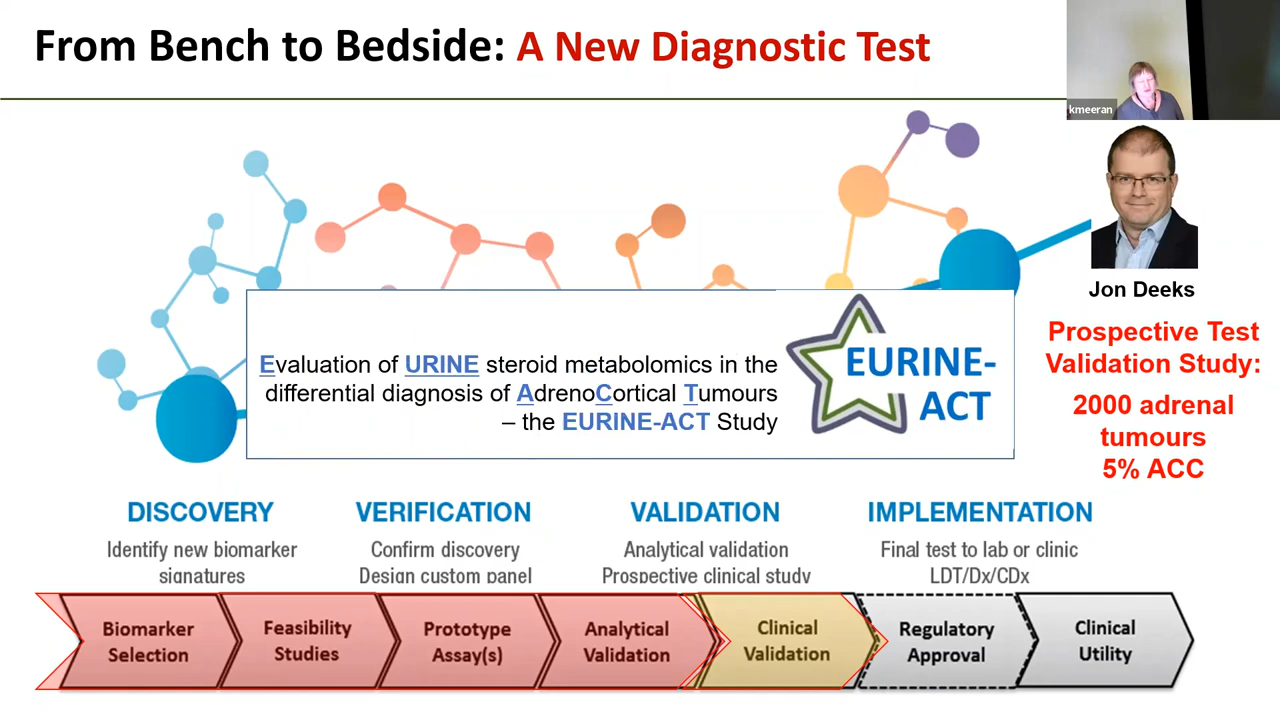 From Bench to Bedside: A New Diagnostic Test
kmeeran
Jon Deeks
Prospective Test
Validation Study:
2000 adrenal
tumours
5% ACC
Evaluation of URINE steroid metabolomics in the
differential diagnosis of AdrenoCortical Tumours
– the EURINE-ACT Study
EURINE-
ACT
DISCOVERY
Identify new biomarker
signatures
VERIFICATION
Confirm discovery
Design custom panel
VALIDATION
Analytical validation
Prospective clinical study
IMPLEMENTATION
Final test to lab or clinic
LDT/Dx/CDx
Biomarker
Selection
Feasibility
Studies
Prototype
Assay(s)
Analytical
Validation
Clinical
Validation
Regulatory
Approval
Clinical
Utility